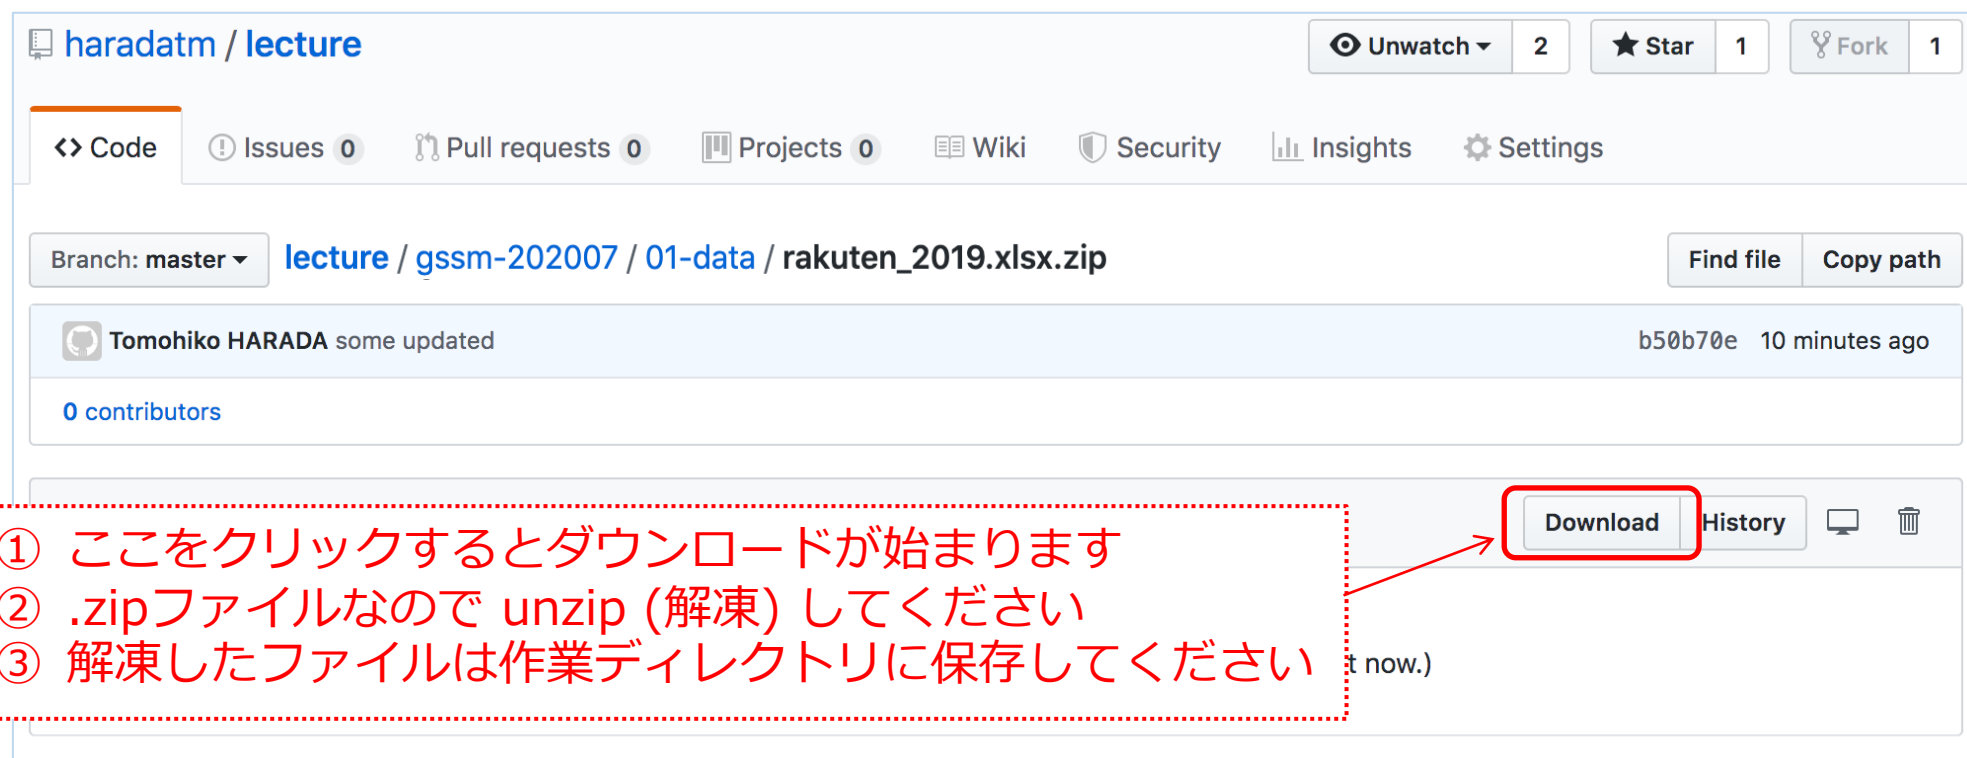 haradatm / lecture
Unwatch 2 Star 1 Fork 1
Code Issues 0 Pull requests 0 Projects 0 Wiki Security Insights Settings
Branch: master lecture / gssm-202007 / 01-data / rakuten_2019.xlsx.zip Find file Copy path
Tomohiko HARADA some updated b50b70e 10 minutes ago
0 contributors
Download History
① ここをクリックするとダウンロードが始まります
② .zipファイルなので unzip (解凍) してください
③ 解凍したファイルは作業ディレクトリに保存してください
now.)